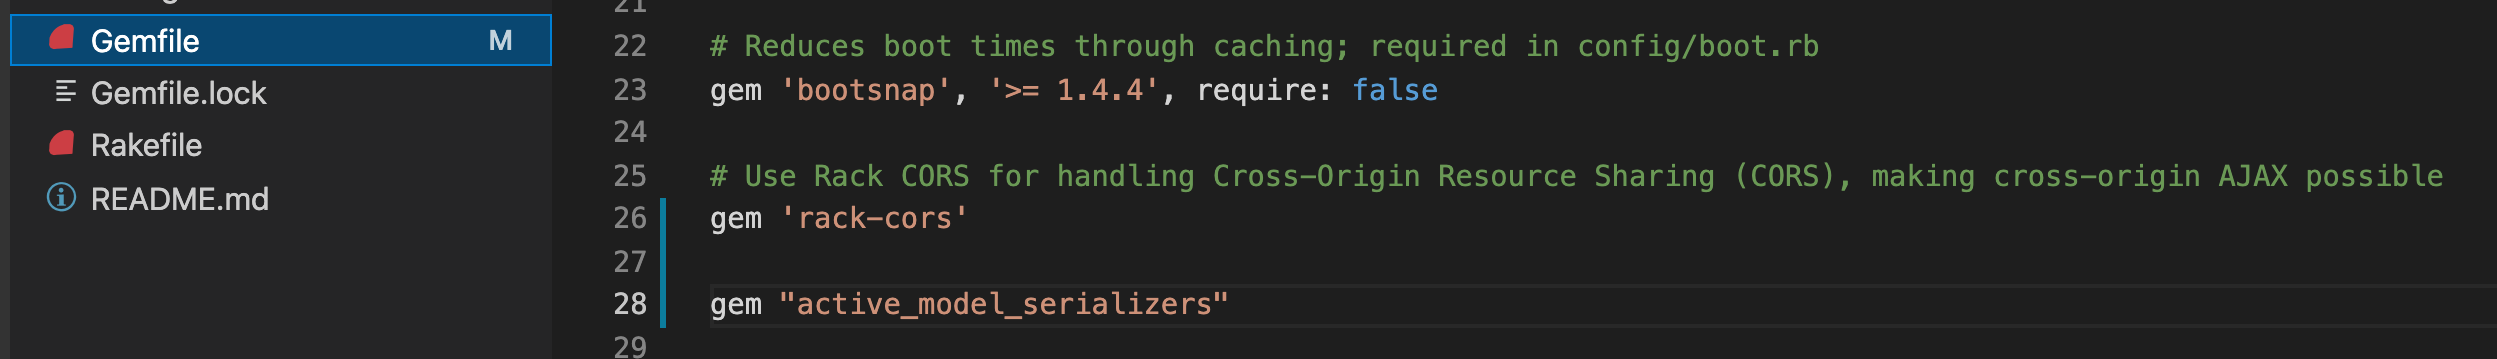 Gemfile M
Gemfile.lock
Rakefile
README.md
21
22 # Reduces boot times through caching; required in config/boot.rb
23 gem 'bootsnap', '>= 1.4.4', require: false
24
25 # Use Rack CORS for handling Cross-Origin Resource Sharing (CORS), making cross-origin AJAX possible
26 gem 'rack-cors'
27
28 gem "active_model_serializers"
29